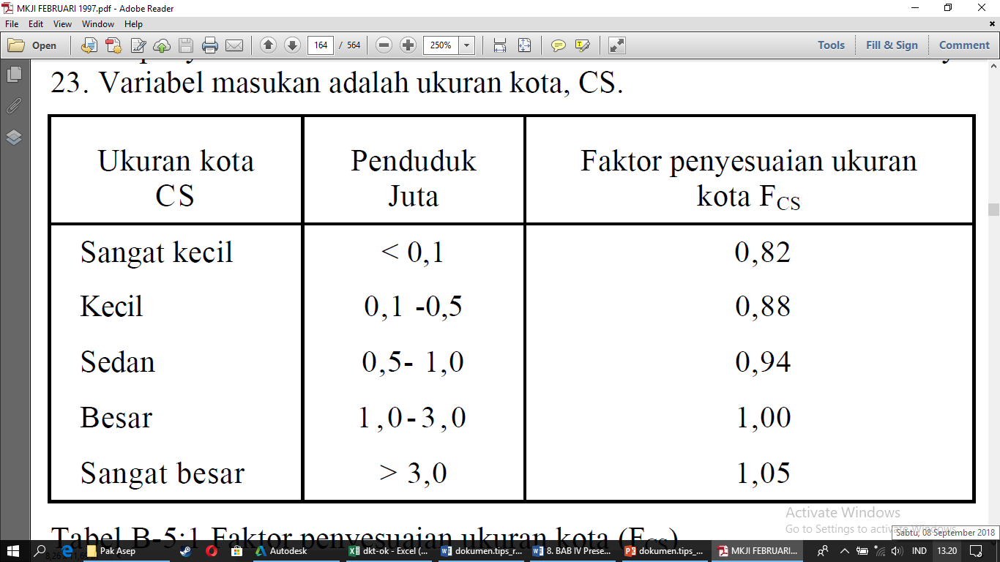 MKJI FEBRUARI 1997.pdf - Adobe Reader
File Edit View Window Help
Open 164 / 564 250% Tools Fill & Sign Comment
23. Variabel masukan adalah ukuran kota, CS.
Ukuran kota CS Penduduk Juta Faktor penyesuaian ukuran kota FCS
Sangat kecil < 0,1 0,82
Kecil 0,1 -0,5 0,88
Sedan 0,5- 1,0 0,94
Besar 1,0-3,0 1,00
Sangat besar > 3,0 1,05
Activate Windows
Go to Settings to activate Windows.
Sabtu, 08 September 2018
Tabel B-5:1 Faktor penyesuaian ukuran kota (FCS)
Pak Asep Autodesk dkt-ok - Excel (... dokumen.tips_r... 8. BAB IV Prese... dokumen.tips_... MKJI FEBRUARI... IND 13.20